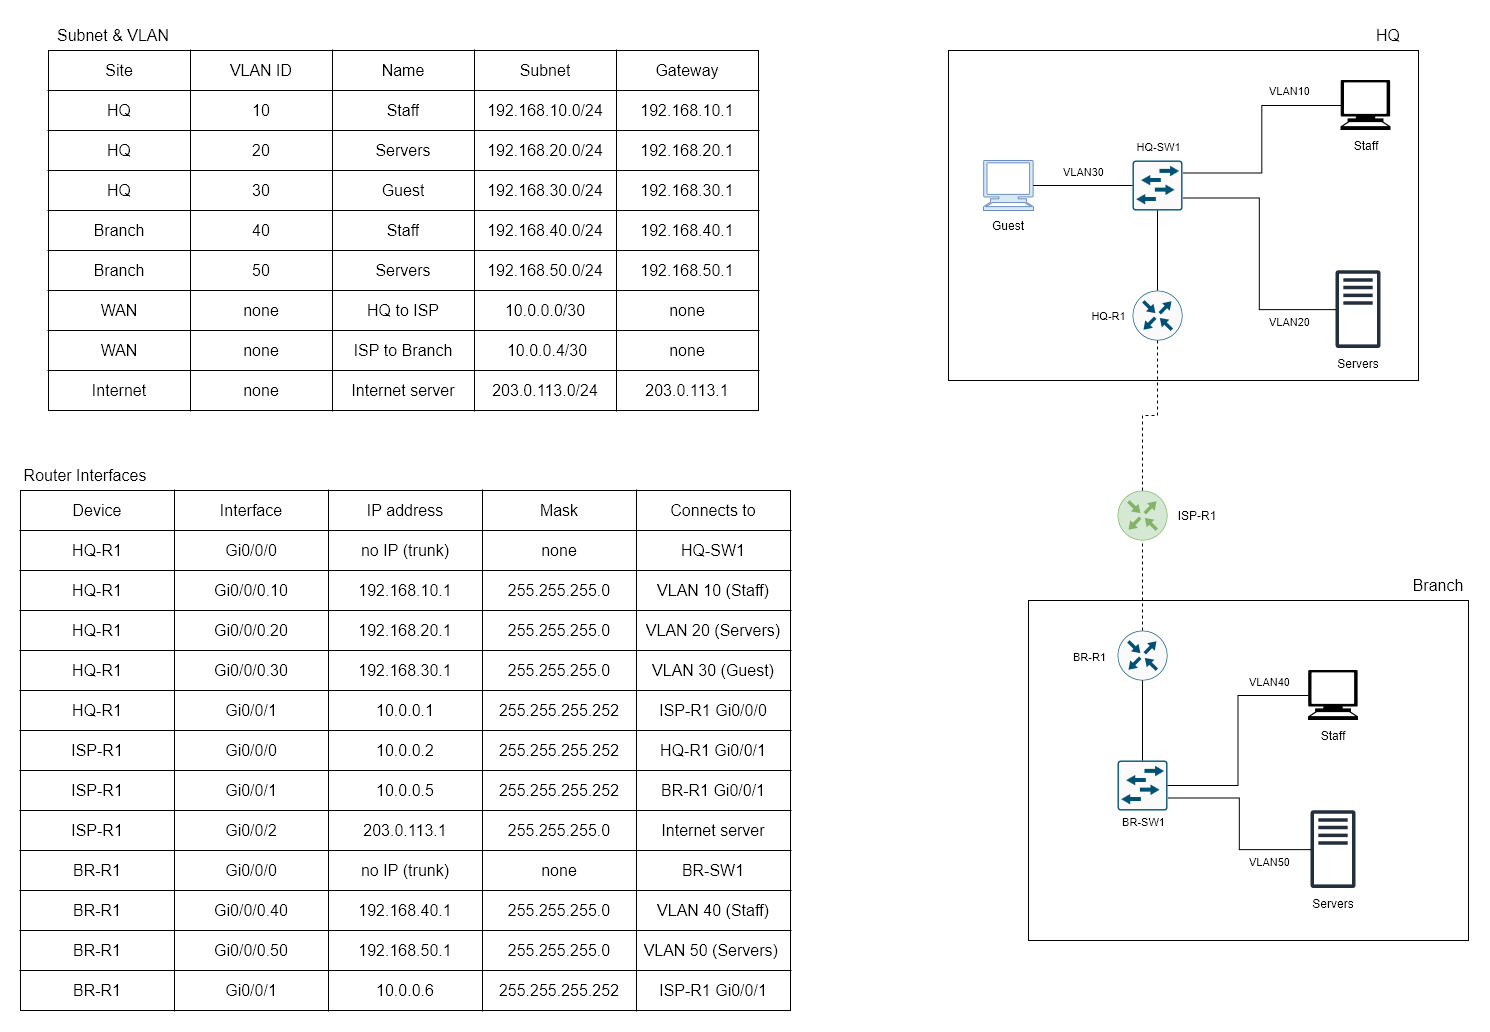 Subnet & VLAN
Site VLAN ID Name Subnet Gateway
HQ 10 Staff 192.168.10.0/24 192.168.10.1
HQ 20 Servers 192.168.20.0/24 192.168.20.1
HQ 30 Guest 192.168.30.0/24 192.168.30.1
Branch 40 Staff 192.168.40.0/24 192.168.40.1
Branch 50 Servers 192.168.50.0/24 192.168.50.1
WAN none HQ to ISP 10.0.0.0/30 none
WAN none ISP to Branch 10.0.0.4/30 none
Internet none Internet server 203.0.113.0/24 203.0.113.1
Router Interfaces
Device Interface IP address Mask Connects to
HQ-R1 Gi0/0/0 no IP (trunk) none HQ-SW1
HQ-R1 Gi0/0/0.10 192.168.10.1 255.255.255.0 VLAN 10 (Staff)
HQ-R1 Gi0/0/0.20 192.168.20.1 255.255.255.0 VLAN 20 (Servers)
HQ-R1 Gi0/0/0.30 192.168.30.1 255.255.255.0 VLAN 30 (Guest)
HQ-R1 Gi0/0/1 10.0.0.1 255.255.255.252 ISP-R1 Gi0/0/0
ISP-R1 Gi0/0/0 10.0.0.2 255.255.255.252 HQ-R1 Gi0/0/1
ISP-R1 Gi0/0/1 10.0.0.5 255.255.255.252 BR-R1 Gi0/0/1
ISP-R1 Gi0/0/2 203.0.113.1 255.255.255.0 Internet server
BR-R1 Gi0/0/0 no IP (trunk) none BR-SW1
BR-R1 Gi0/0/0.40 192.168.40.1 255.255.255.0 VLAN 40 (Staff)
BR-R1 Gi0/0/0.50 192.168.50.1 255.255.255.0 VLAN 50 (Servers)
BR-R1 Gi0/0/1 10.0.0.6 255.255.255.252 ISP-R1 Gi0/0/1
HQ
VLAN10
Staff
HQ-SW1
VLAN30
Guest
HQ-R1
VLAN20
Servers
ISP-R1
Branch
BR-R1
VLAN40
Staff
BR-SW1
VLAN50
Servers